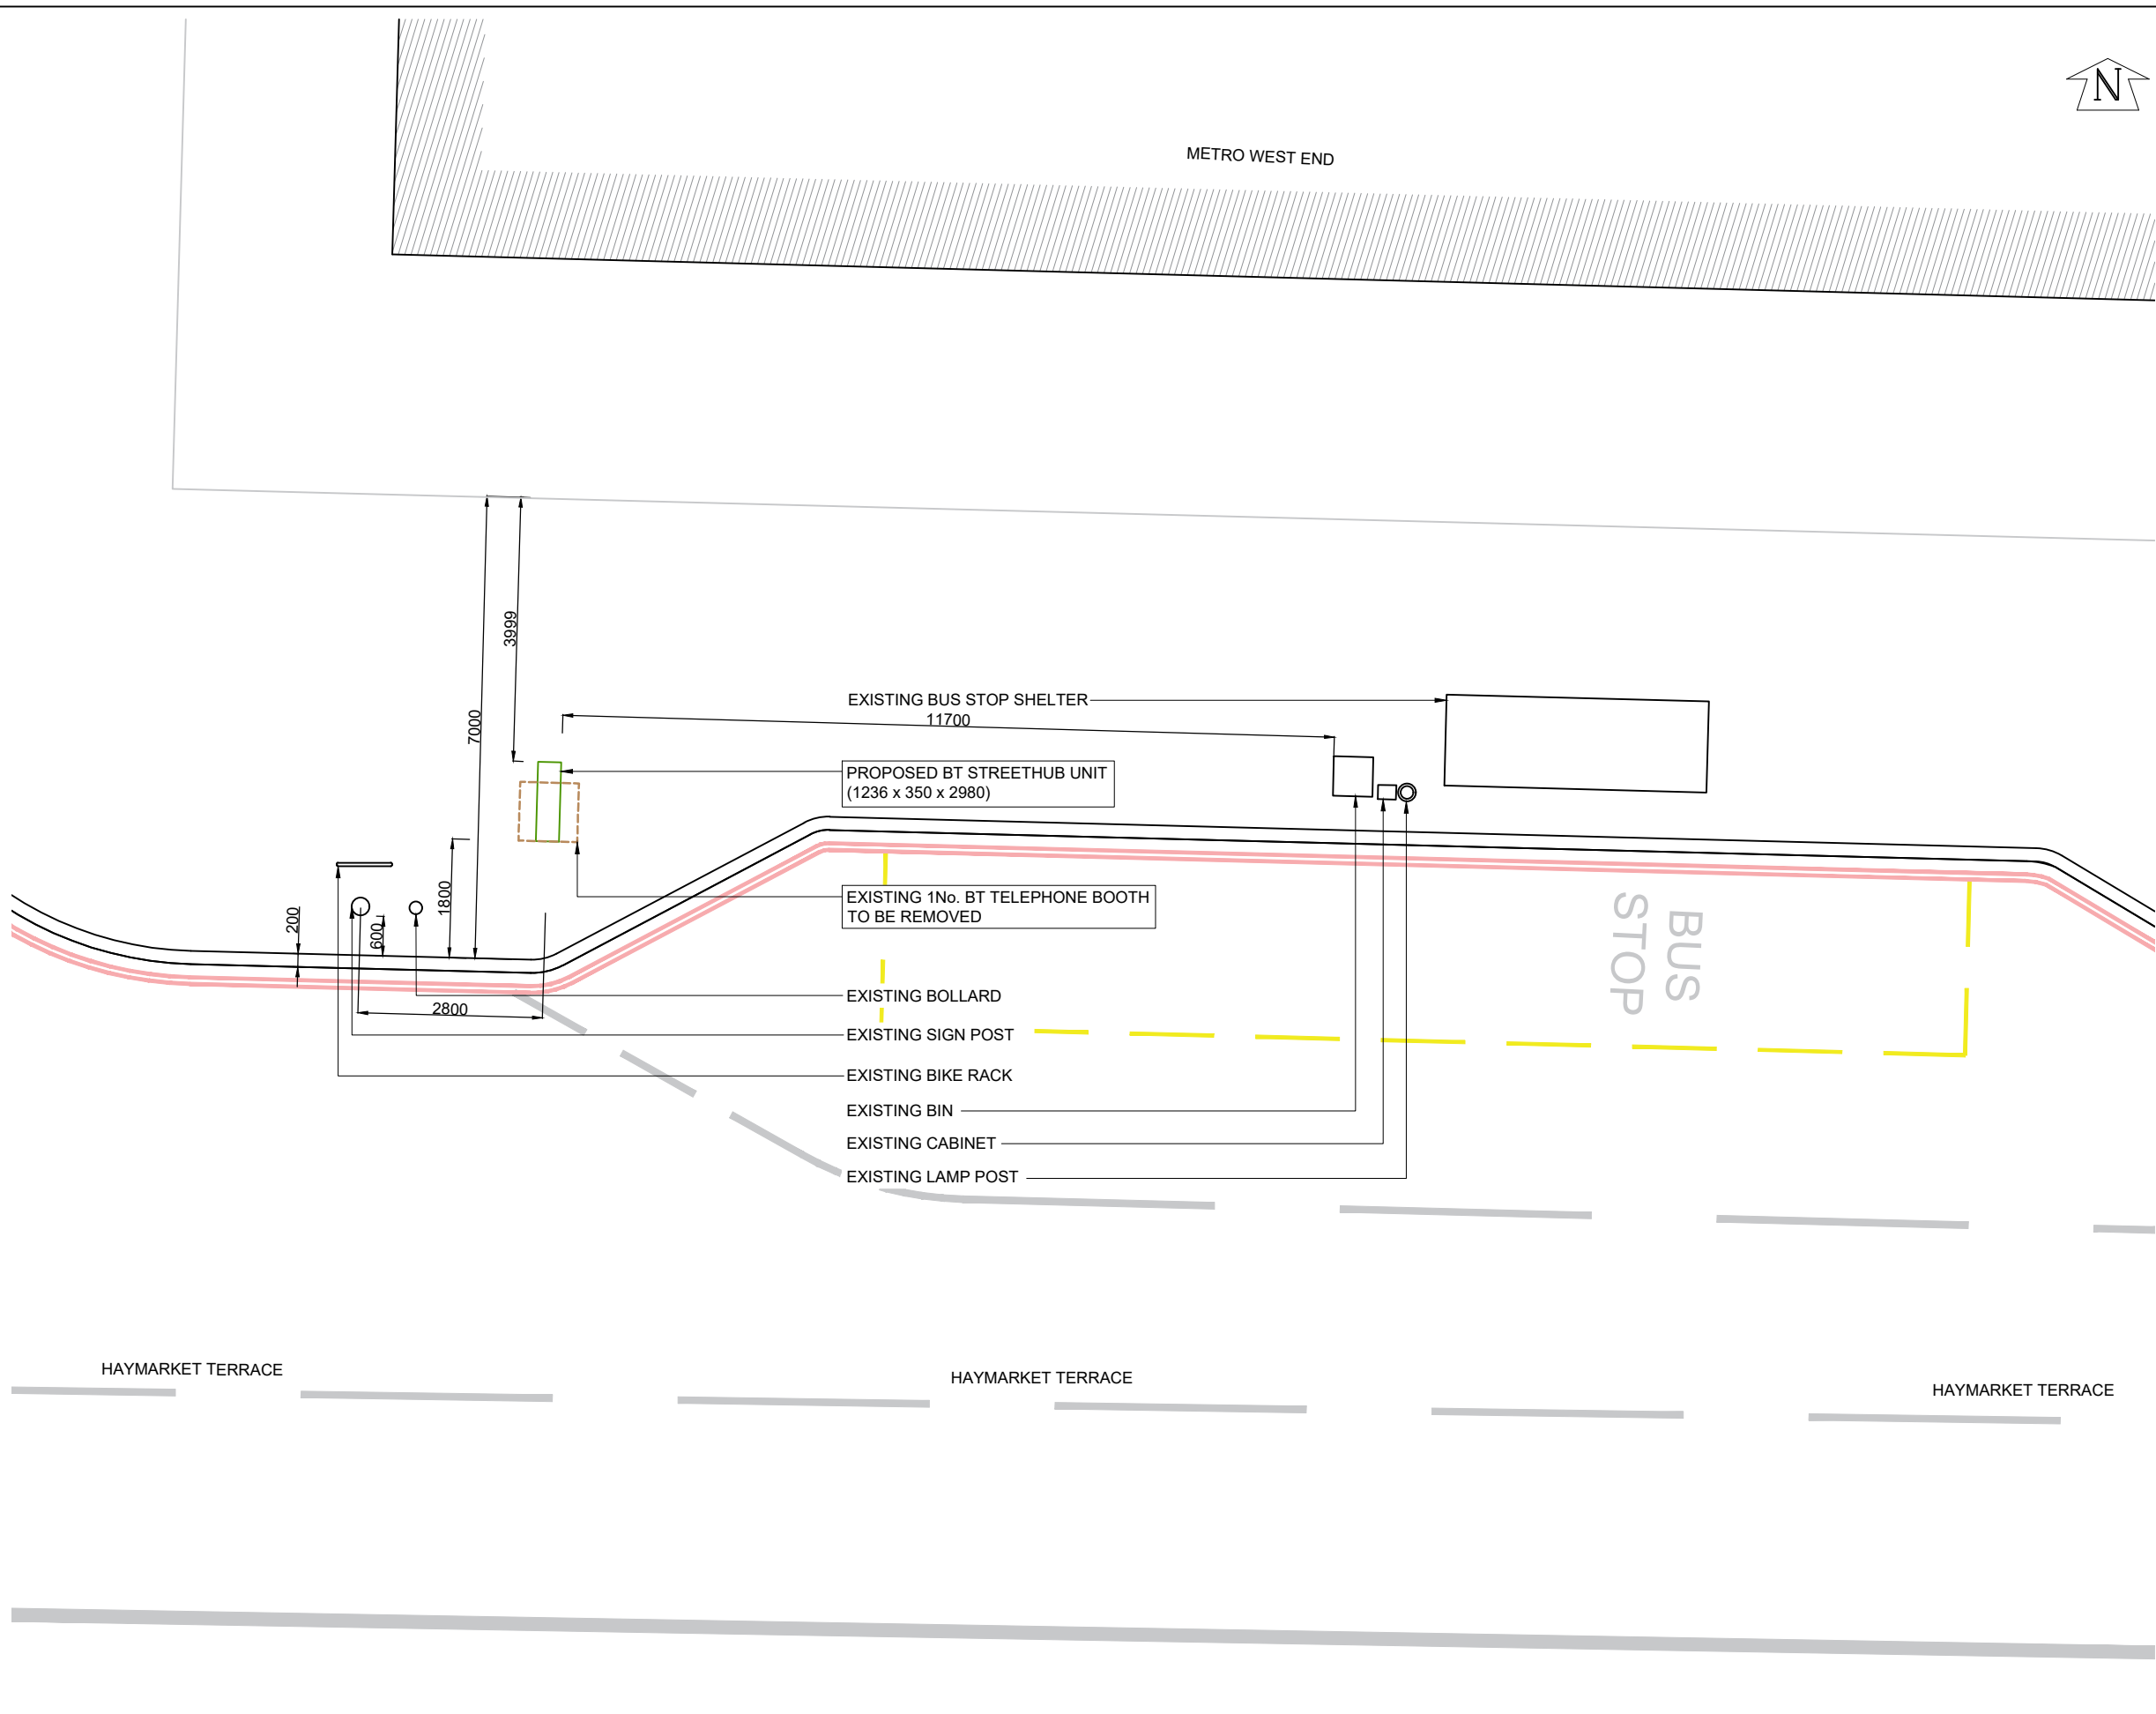 N
METRO WEST END
3999
7000
EXISTING BUS STOP SHELTER
11700
PROPOSED BT STREETHUB UNIT
(1236 x 350 x 2980)
1800
200
600
EXISTING 1No. BT TELEPHONE BOOTH
TO BE REMOVED
BUS
STOP
EXISTING BOLLARD
2800
EXISTING SIGN POST
EXISTING BIKE RACK
EXISTING BIN
EXISTING CABINET
EXISTING LAMP POST
HAYMARKET TERRACE
HAYMARKET TERRACE
HAYMARKET TERRACE